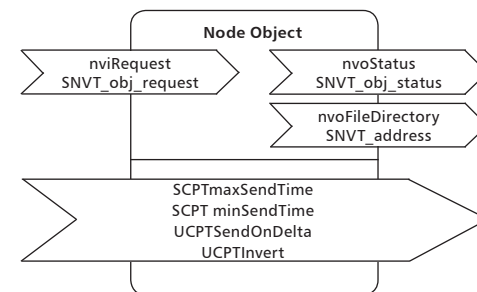 Node Object
nviRequest
SNVT_obj_request
nvoStatus
SNVT_obj_status
nvoFileDirectory
SNVT_address
SCPTmaxSendTime
SCPT minSendTime
UCPTSendOnDelta
UCPTInvert